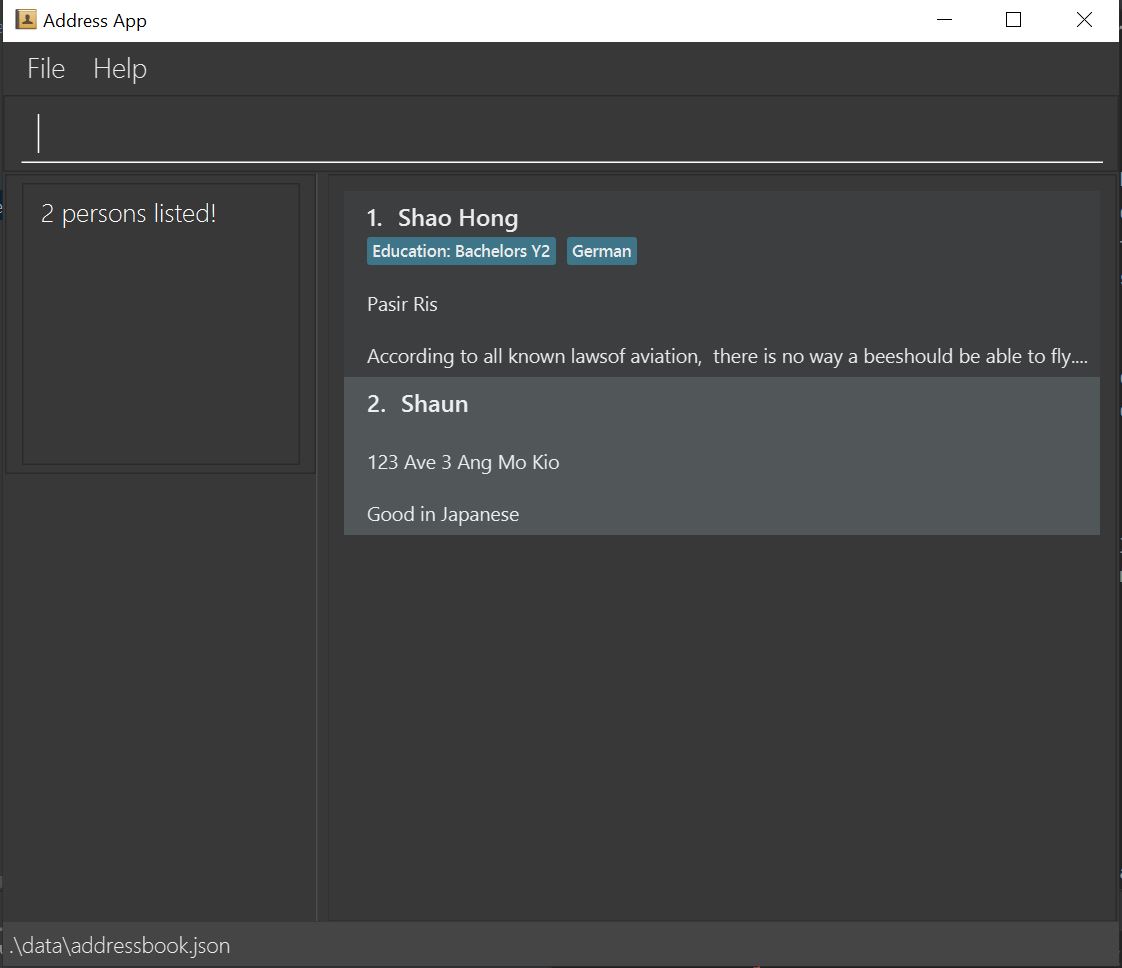 Address App
File Help
2 persons listed!
1. Shao Hong
Education: Bachelors Y2 German
Pasir Ris
According to all known lawsof aviation,  there is no way a beeshould be able to fly....
2. Shaun
123 Ave 3 Ang Mo Kio
Good in Japanese
.\data\addressbook.json